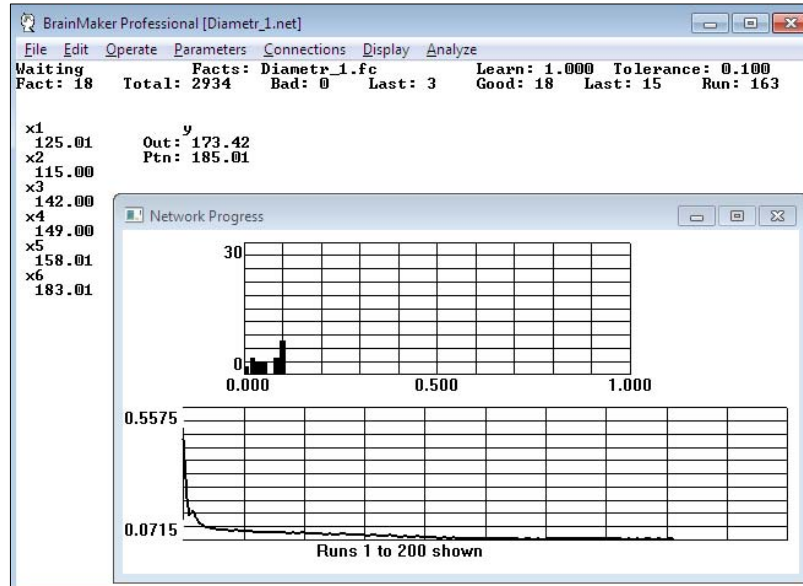 BrainMaker Professional [Diametr_1.net]
File Edit Operate Parameters Connections Display Analyze
Waiting Facts: Diametr_1.fc Learn: 1.000 Tolerance: 0.100
Fact: 18 Total: 2934 Bad: 0 Last: 3 Good: 18 Last: 15 Run: 163
x1 y
125.01 Out: 173.42
x2 Ptn: 185.01
115.00
x3
142.00
x4
149.00
x5
158.01
x6
183.01
Network Progress
30
0
0.000 0.500 1.000
0.5575
0.0715
Runs 1 to 200 shown